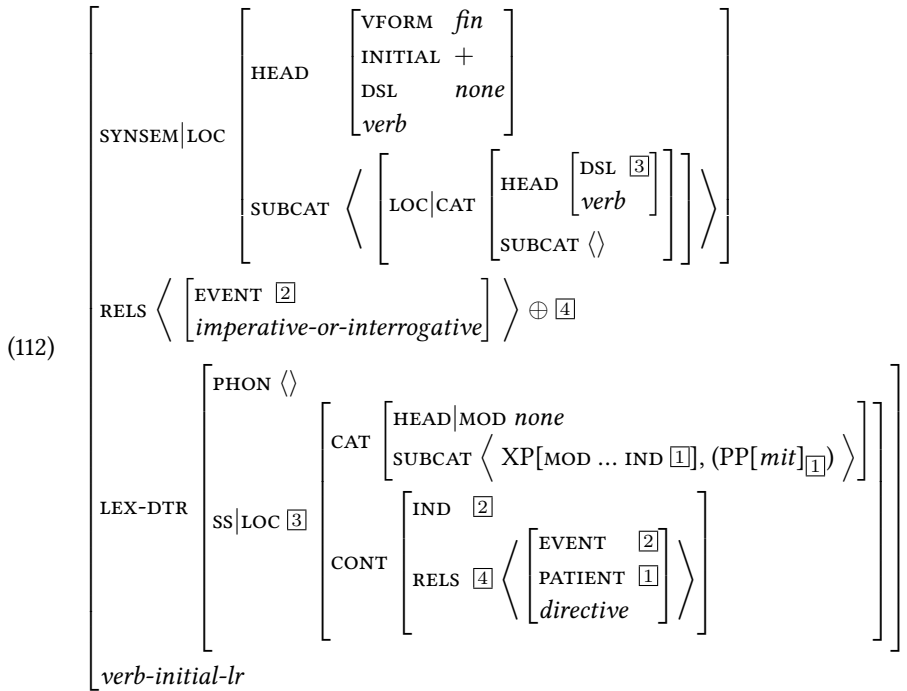 VFORM fin
INITIAL +
HEAD
DSL none
verb
SYNSEM|LOC
DSL 3
HEAD
verb
SUBCAT ⟨ LOC|CAT ⟩
SUBCAT ⟨⟩
EVENT 2
RELS ⟨ ⟩ ⊕ 4
imperative-or-interrogative
(112)
PHON ⟨⟩
HEAD|MOD none
CAT
SUBCAT ⟨ XP[MOD ... IND 1], (PP[mit]1) ⟩
LEX-DTR
IND 2
SS|LOC 3
EVENT 2
CONT
RELS 4 ⟨ PATIENT 1 ⟩
directive
verb-initial-lr